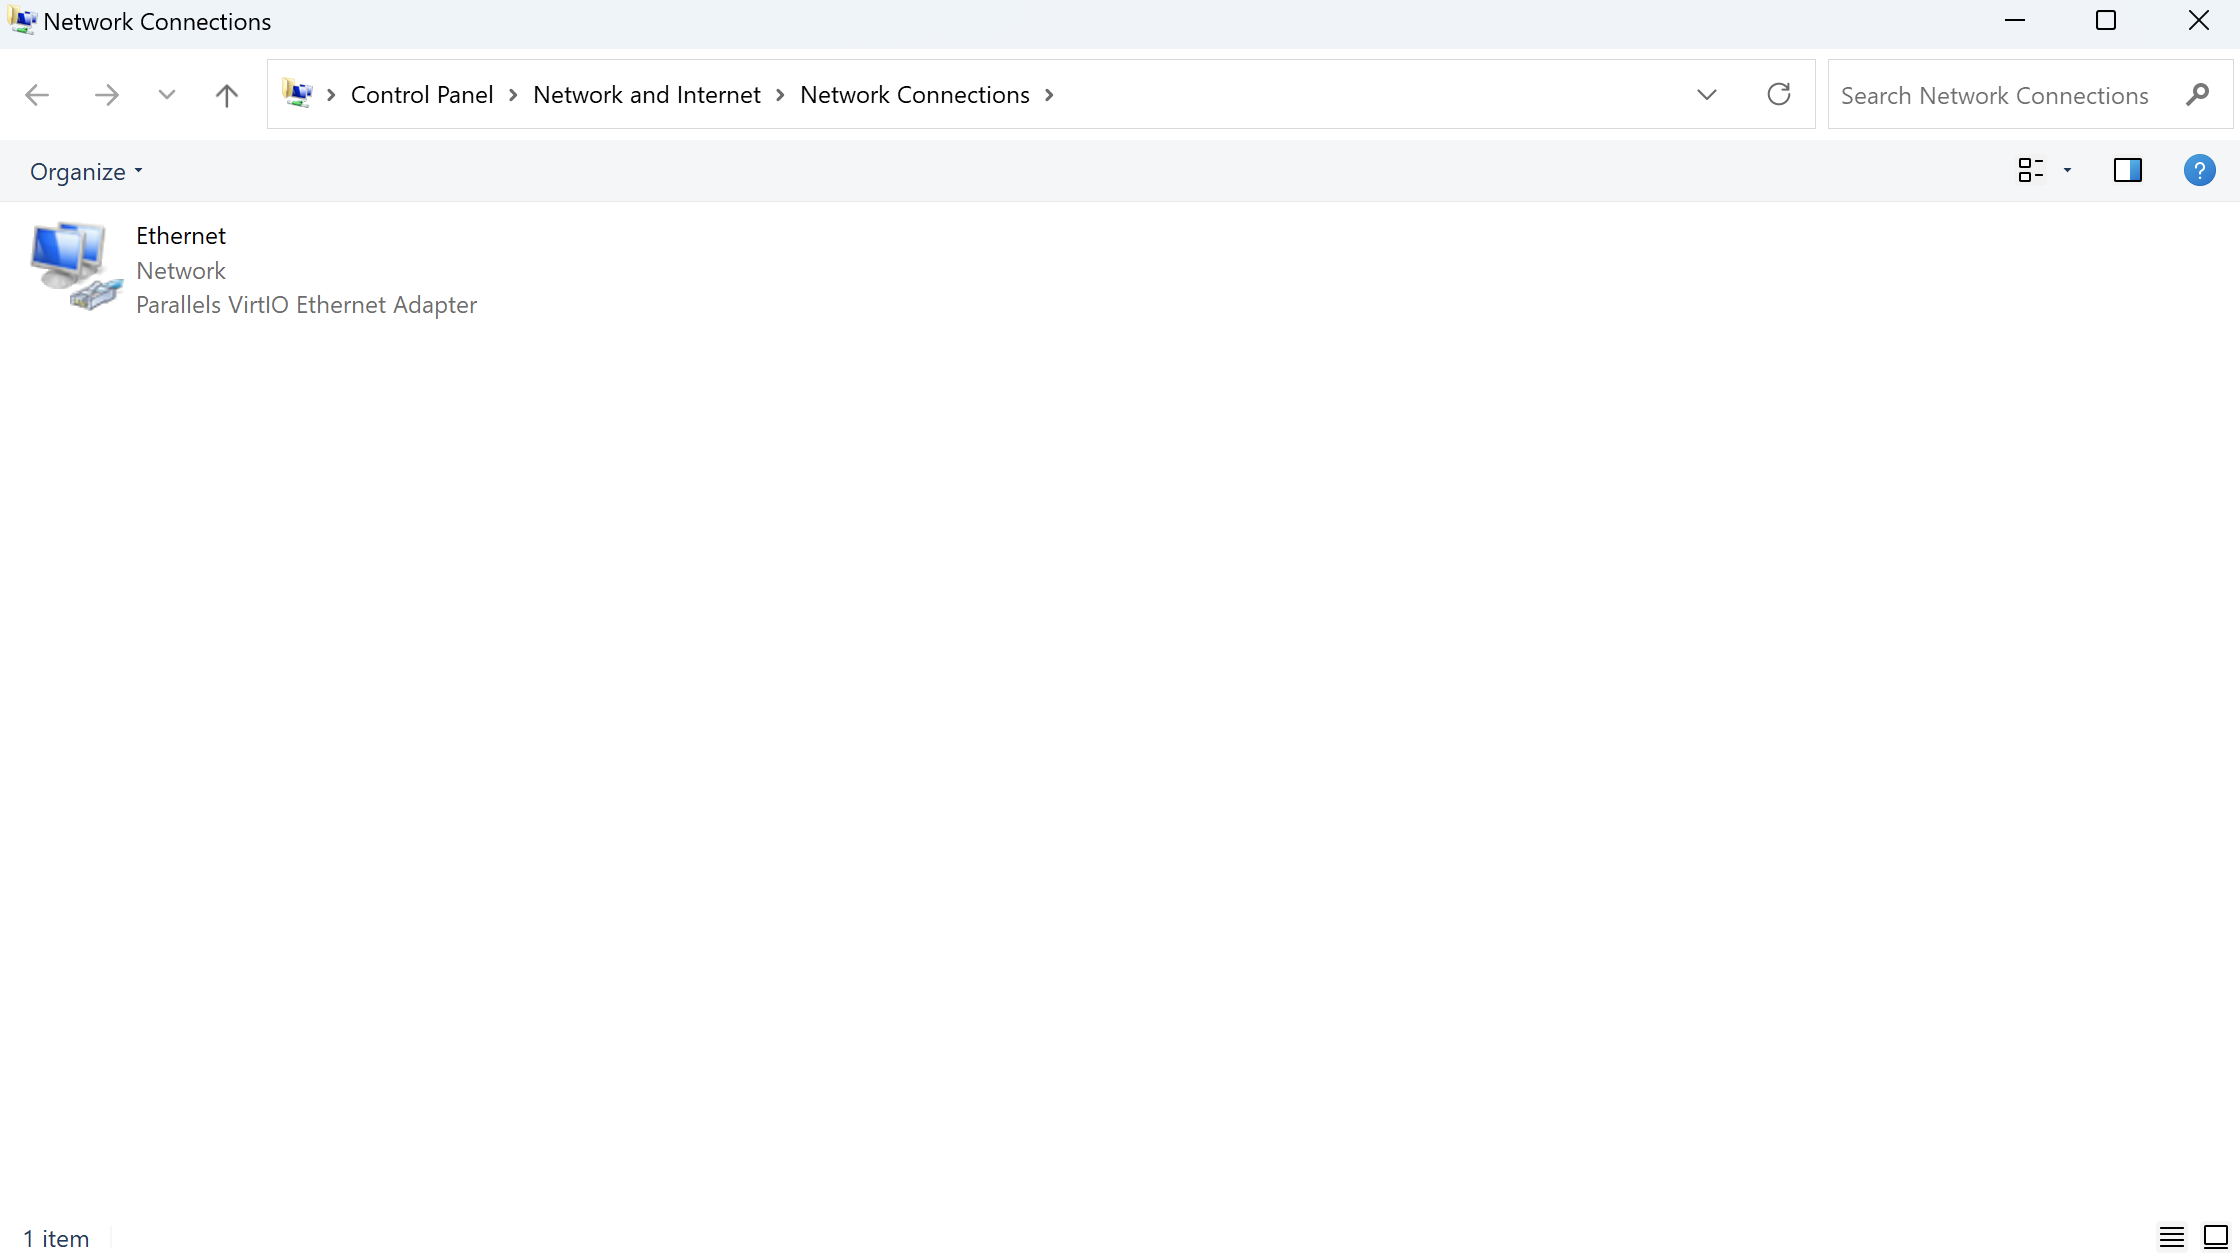 Network Connections
Control Panel
Network and Internet
Network Connections
Search Network Connections
Organize
?
Ethernet
Network
Parallels VirtIO Ethernet Adapter
1 item